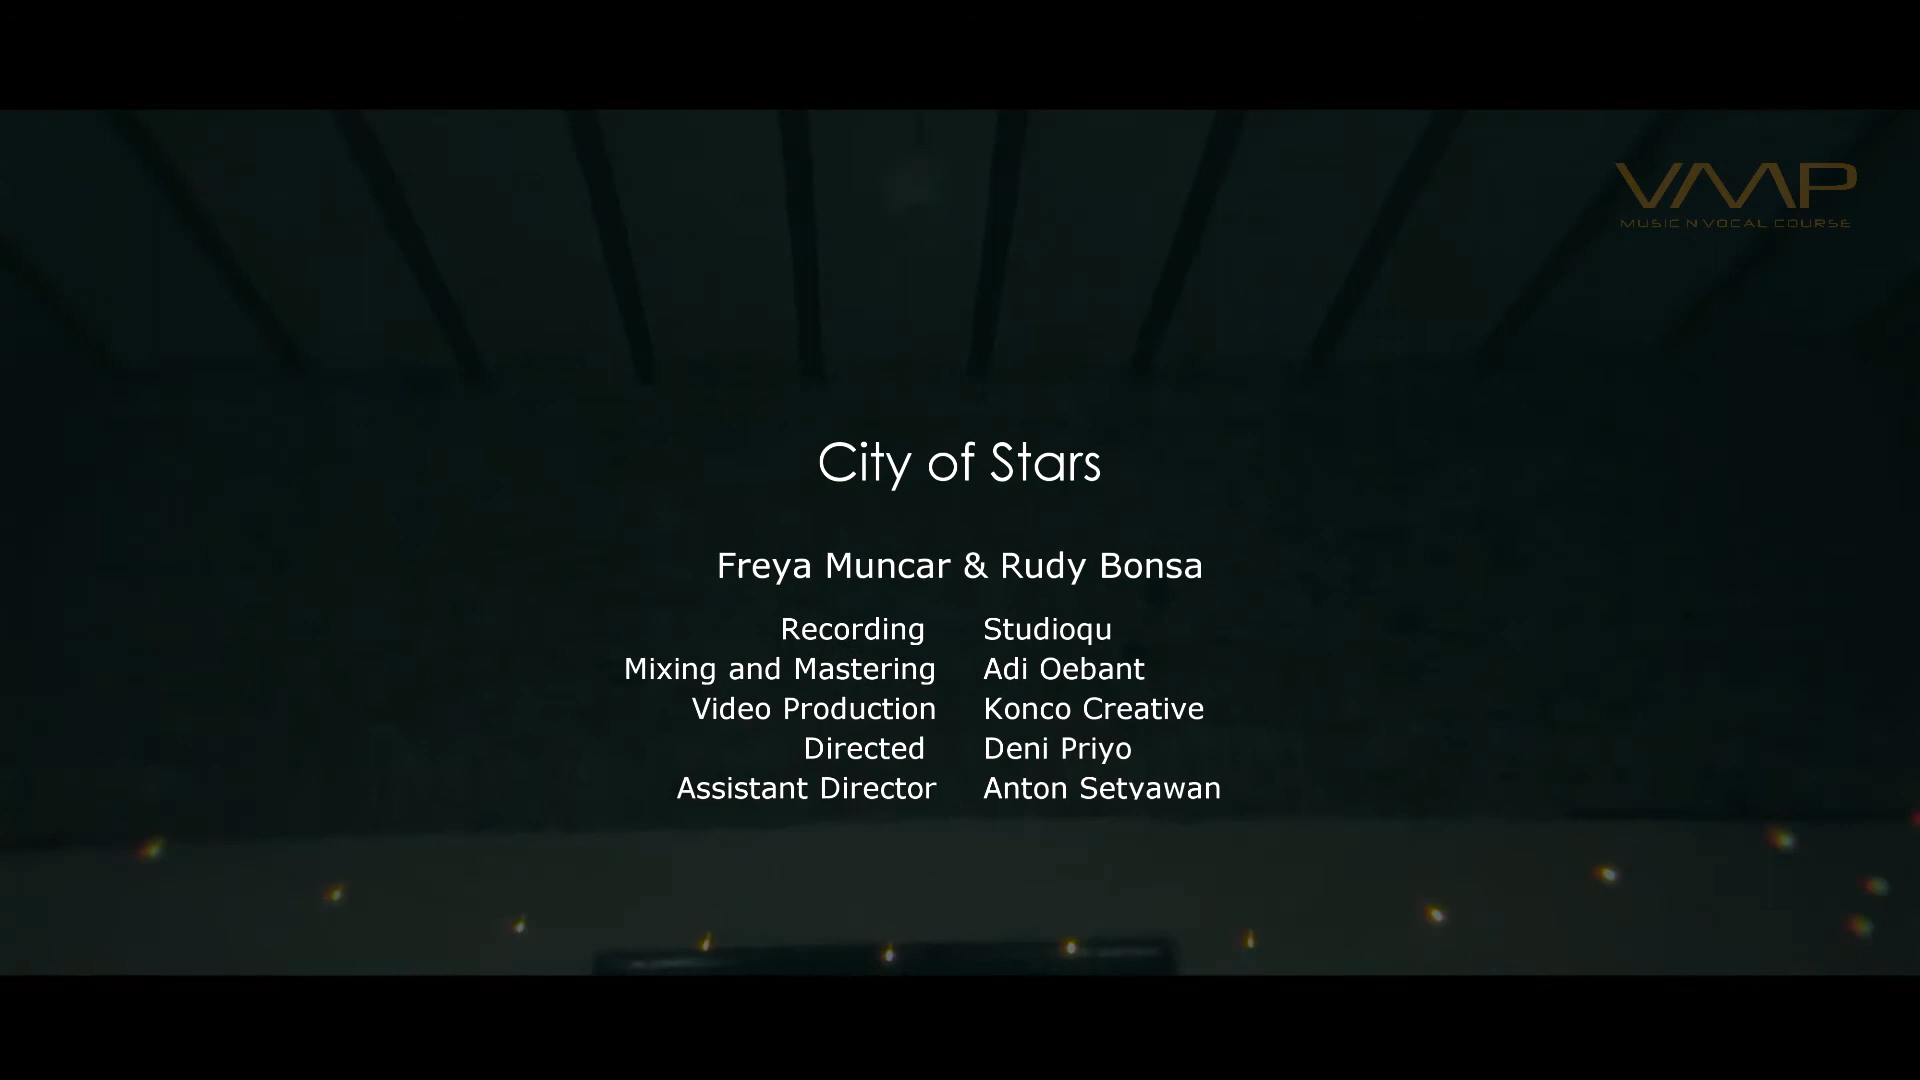 VMP
MUSIC N VOCAL COURSE
City of Stars
Freya Muncar & Rudy Bonsa
Recording Studioqu
Mixing and Mastering Adi Oebant
Video Production Konco Creative
Directed Deni Priyo
Assistant Director Anton Setyawan